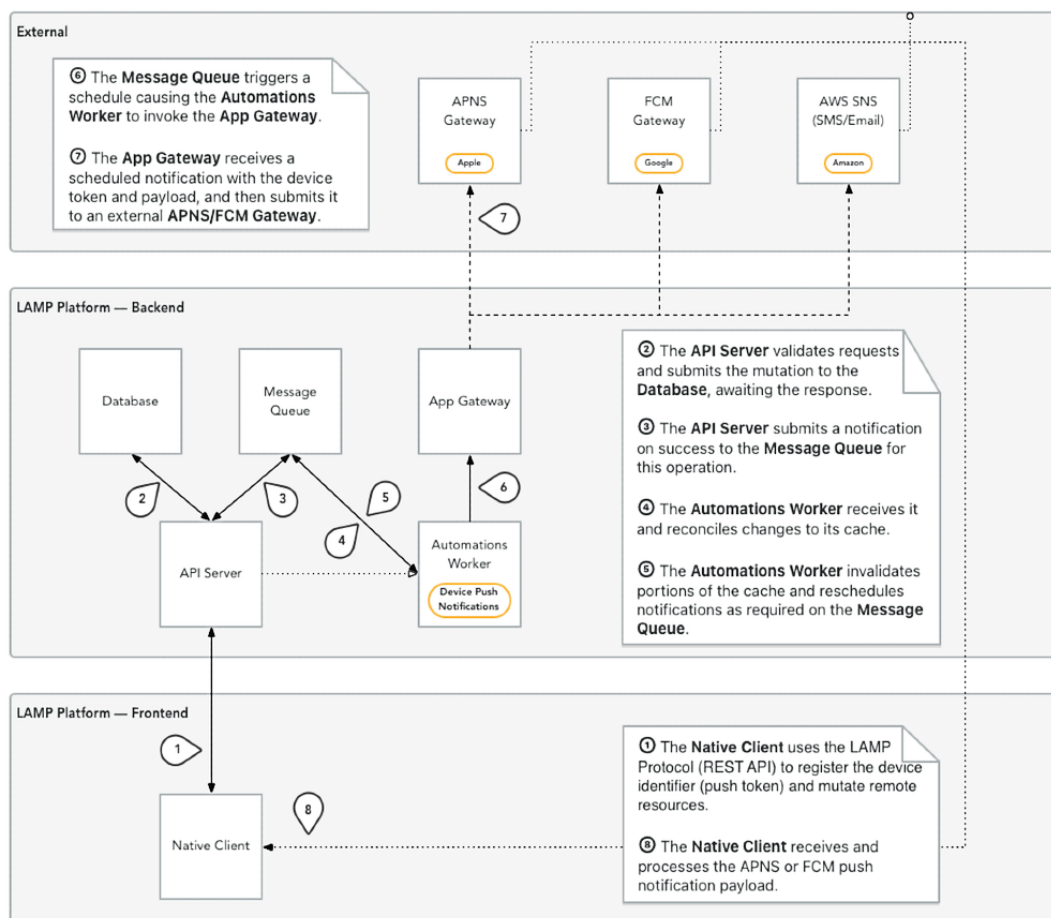 External
⑥ The Message Queue triggers a
schedule causing the Automations
Worker to invoke the App Gateway.
⑦ The App Gateway receives a
scheduled notification with the device
token and payload, and then submits it
to an external APNS/FCM Gateway.
APNS
Gateway
Apple
FCM
Gateway
Google
AWS SNS
(SMS/Email)
Amazon
7
LAMP Platform — Backend
Database
Message
Queue
App Gateway
② The API Server validates requests
and submits the mutation to the
Database, awaiting the response.
③ The API Server submits a notification
on success to the Message Queue for
this operation.
④ The Automations Worker receives it
and reconciles changes to its cache.
⑤ The Automations Worker invalidates
portions of the cache and reschedules
notifications as required on the Message
Queue.
2
3
5
6
4
API Server
Automations
Worker
Device Push
Notifications
LAMP Platform — Frontend
1
① The Native Client uses the LAMP
Protocol (REST API) to register the device
identifier (push token) and mutate remote
resources.
⑧ The Native Client receives and
processes the APNS or FCM push
notification payload.
8
Native Client